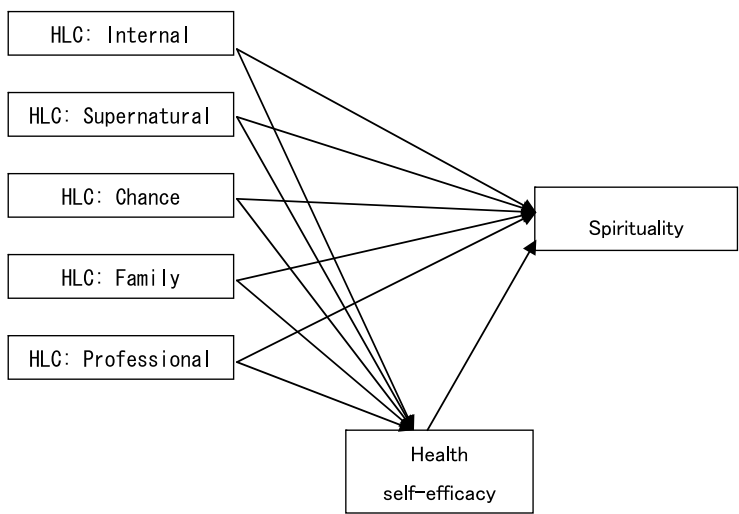 HLC: Internal
HLC: Supernatural
HLC: Chance
HLC: Family
HLC: Professional
Spirituality
Health
self-efficacy